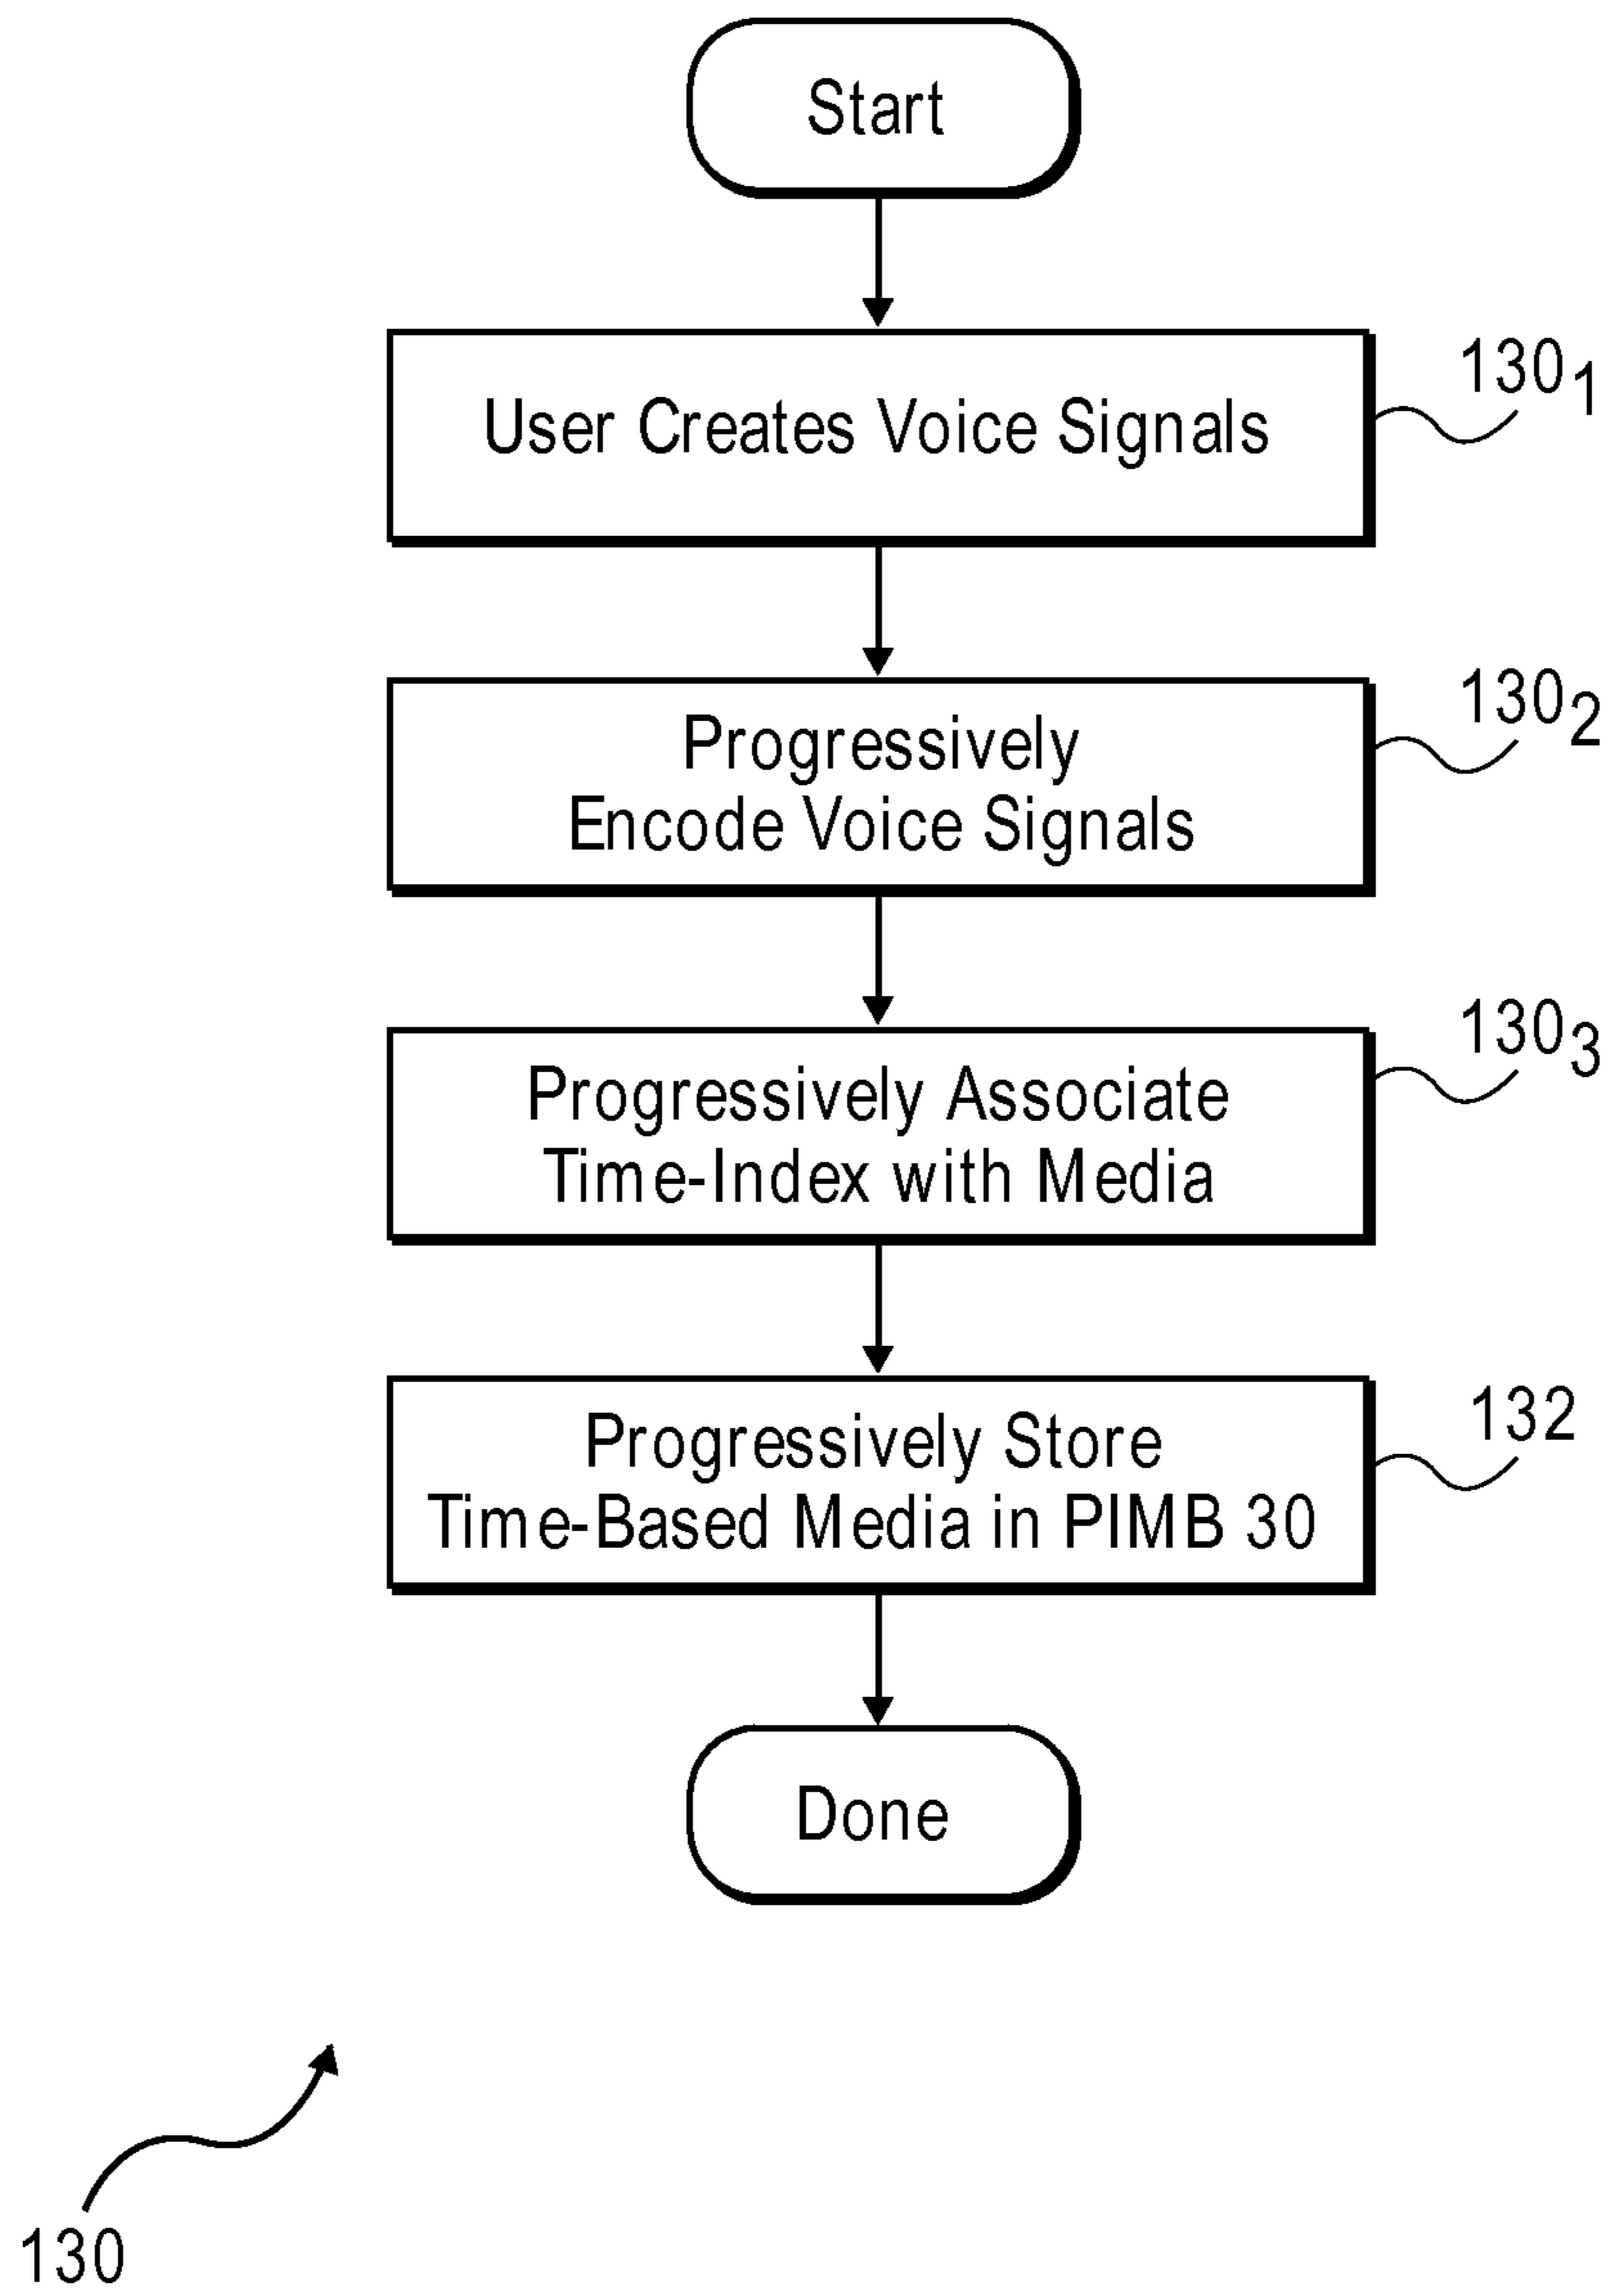 Start
User Creates Voice Signals
130₁
Progressively
Encode Voice Signals
130₂
Progressively Associate
Time-Index with Media
130₃
Progressively Store
Time-Based Media in PIMB 30
132
Done
130